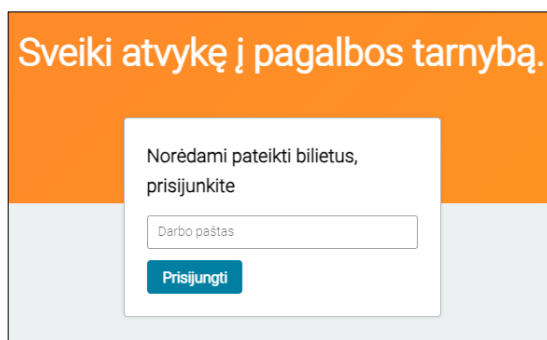 Sveiki atvykę į pagalbos tarnybą.
Norėdami pateikti bilietus,
prisijunkite
Darbo paštas
Prisijungti